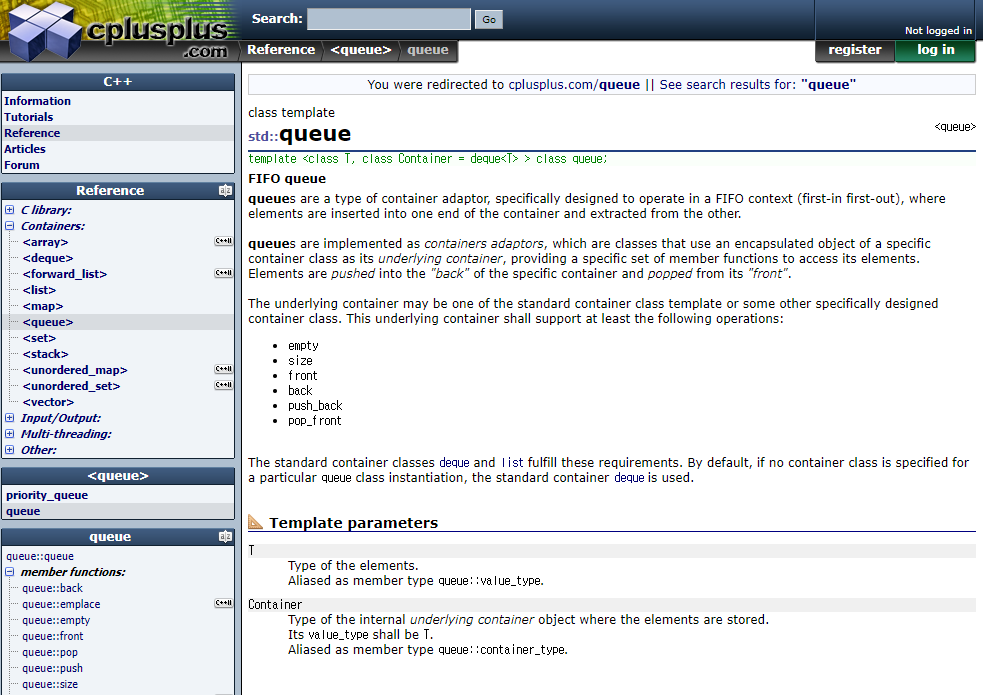 cplusplus
.com
Search:
Go
Not logged in
Reference
<queue>
queue
register
log in
C++
Information
Tutorials
Reference
Articles
Forum
Reference
C library:
Containers:
<array>
C++11
<deque>
<forward_list>
C++11
<list>
<map>
<queue>
<set>
<stack>
<unordered_map>
C++11
<unordered_set>
C++11
<vector>
Input/Output:
Multi-threading:
Other:
<queue>
priority_queue
queue
queue
queue::queue
member functions:
queue::back
queue::emplace
C++11
queue::empty
queue::front
queue::pop
queue::push
queue::size
You were redirected to cplusplus.com/queue || See search results for: "queue"
class template
std::queue
<queue>
template <class T, class Container = deque<T> > class queue;
FIFO queue
queues are a type of container adaptor, specifically designed to operate in a FIFO context (first-in first-out), where
elements are inserted into one end of the container and extracted from the other.
queues are implemented as containers adaptors, which are classes that use an encapsulated object of a specific
container class as its underlying container, providing a specific set of member functions to access its elements.
Elements are pushed into the "back" of the specific container and popped from its "front".
The underlying container may be one of the standard container class template or some other specifically designed
container class. This underlying container shall support at least the following operations:
• empty
• size
• front
• back
• push_back
• pop_front
The standard container classes deque and list fulfill these requirements. By default, if no container class is specified for
a particular queue class instantiation, the standard container deque is used.
Template parameters
T
Type of the elements.
Aliased as member type queue::value_type.
Container
Type of the internal underlying container object where the elements are stored.
Its value_type shall be T.
Aliased as member type queue::container_type.